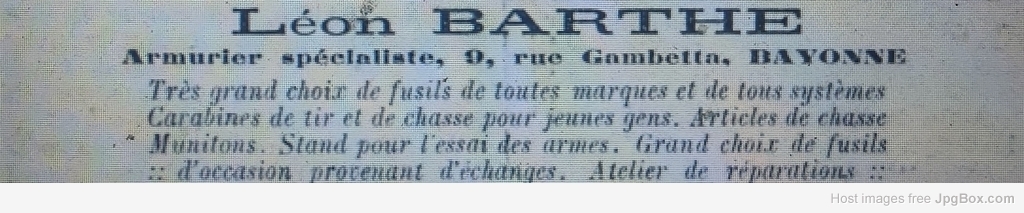 Léon BARTHE
Armurier spécialiste, 9, rue Gambetta, BAYONNE
Très grand choix de fusils de toutes marques et de tous systèmes
Carabines de tir et de chasse pour jeunes gens. Articles de chasse
Munitons. Stand pour l'essai des armes. Grand choix de fusils
:: d'occasion provenant d'échanges. Atelier de réparations ::
Host images free JpgBox.com